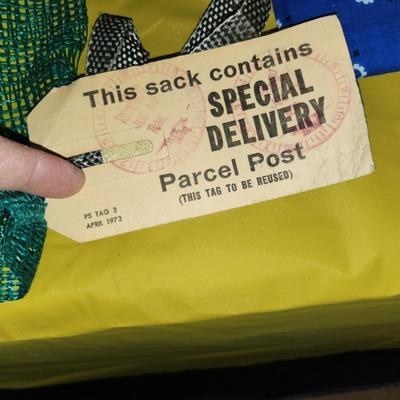 This sack contains
SPECIAL
DELIVERY
Parcel Post
(THIS TAG TO BE REUSED)
PS TAG 3
APRIL 1972